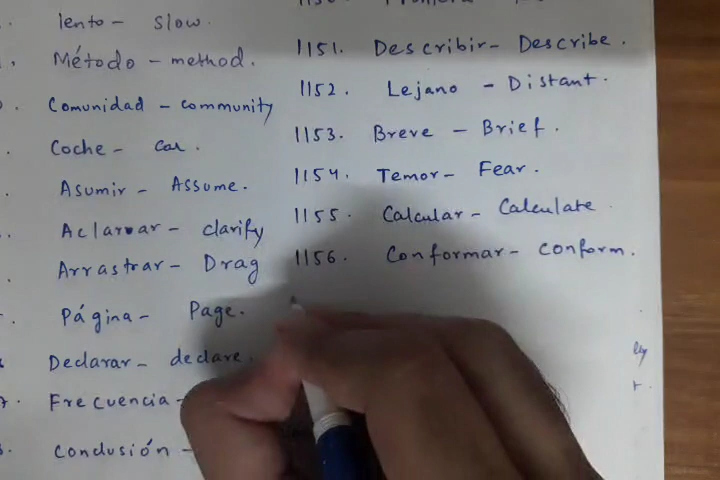 lento - slow.
Método - method.
Comunidad - community
Coche - car.
Asumir - Assume.
Aclarar - clarify
Arrastrar - Drag
Página - Page.
Declarar - declare.
Frecuencia -
Conclusión -
1151. Describir - Describe.
1152. Lejano - Distant.
1153. Breve - Brief.
1154. Temor - Fear.
1155. Calcular - Calculate
1156. Conformar - conform.